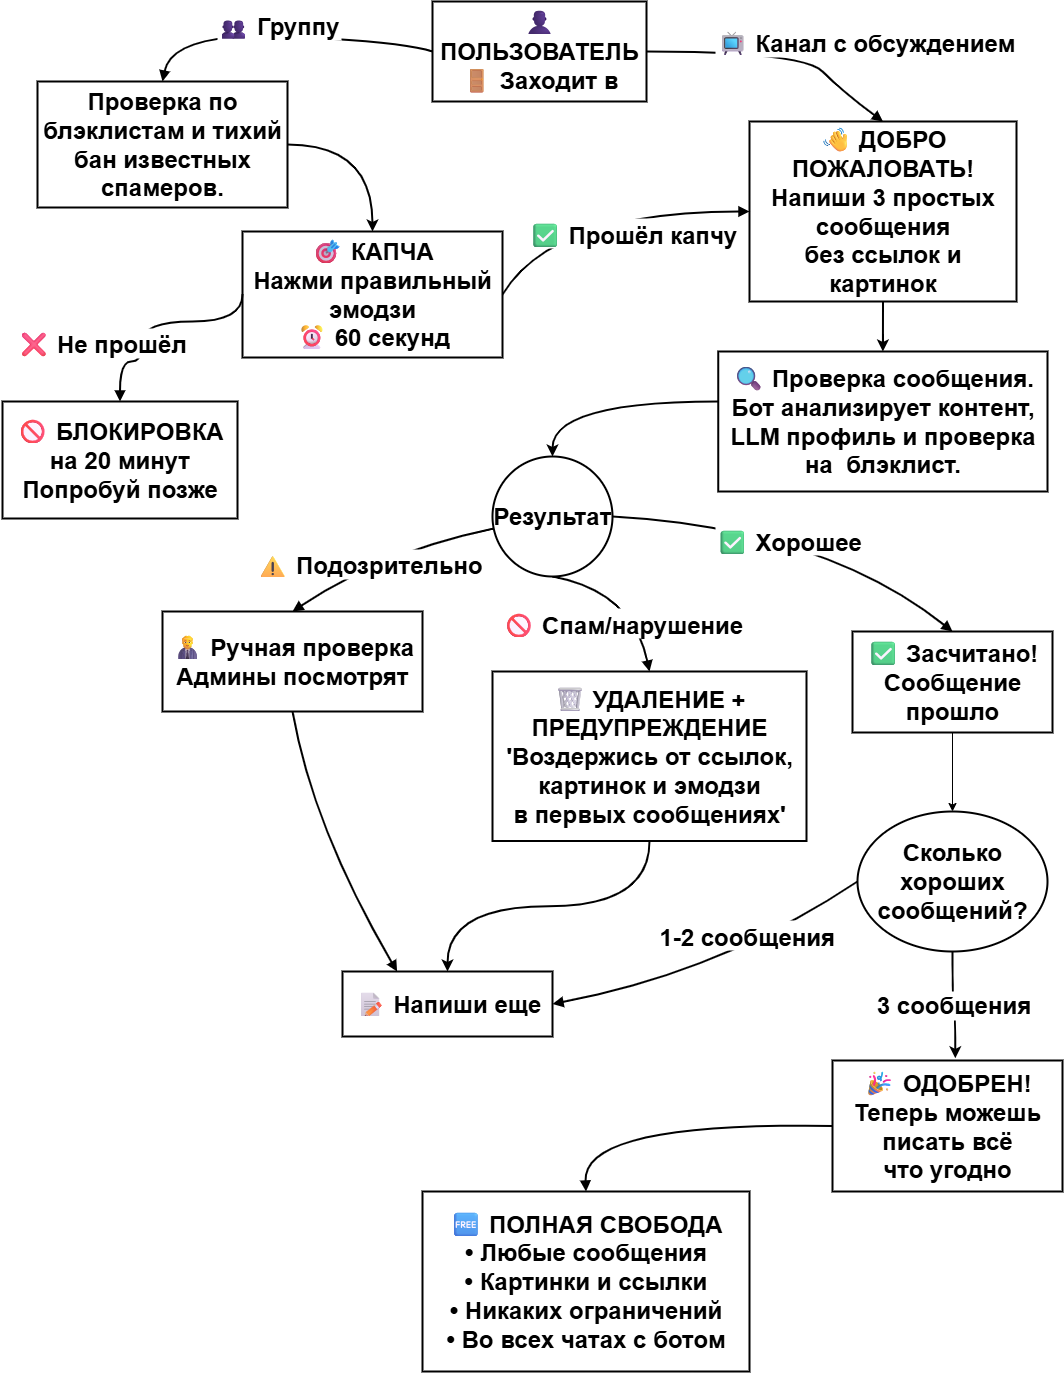 👤
ПОЛЬЗОВАТЕЛЬ
🚪 Заходит в
👥 Группу
📺 Канал с обсуждением
Проверка по
блэклистам и тихий
бан известных
спамеров.
👋 ДОБРО
ПОЖАЛОВАТЬ!
Напиши 3 простых
сообщения
без ссылок и
картинок
🎯 КАПЧА
Нажми правильный
эмодзи
⏰ 60 секунд
✅ Прошёл капчу
❌ Не прошёл
🚫 БЛОКИРОВКА
на 20 минут
Попробуй позже
🔍 Проверка сообщения.
Бот анализирует контент,
LLM профиль и проверка
на блэклист.
Результат
⚠️ Подозрительно
🚫 Спам/нарушение
✅ Хорошее
👨‍💼 Ручная проверка
Админы посмотрят
🗑️ УДАЛЕНИЕ +
ПРЕДУПРЕЖДЕНИЕ
'Воздержись от ссылок,
картинок и эмодзи
в первых сообщениях'
✅ Засчитано!
Сообщение
прошло
Сколько
хороших
сообщений?
1-2 сообщения
3 сообщения
📝 Напиши еще
🎉 ОДОБРЕН!
Теперь можешь
писать всё
что угодно
🆓 ПОЛНАЯ СВОБОДА
• Любые сообщения
• Картинки и ссылки
• Никаких ограничений
• Во всех чатах с ботом